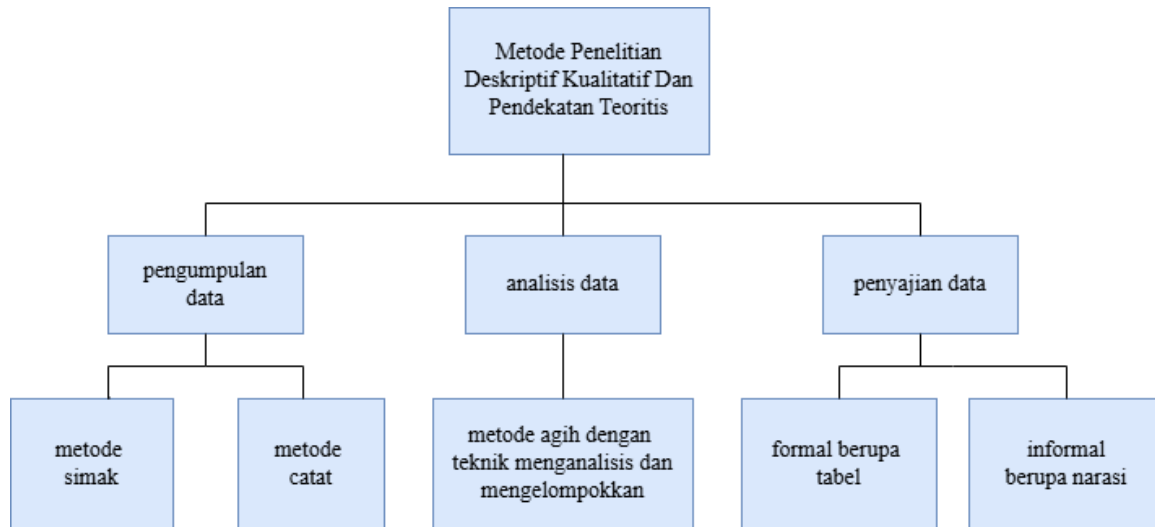 Metode Penelitian
Deskriptif Kualitatif Dan
Pendekatan Teoritis
pengumpulan
data
analisis data
penyajian data
metode
simak
metode
catat
metode agih dengan
teknik menganalisis dan
mengelompokkan
formal berupa
tabel
informal
berupa narasi